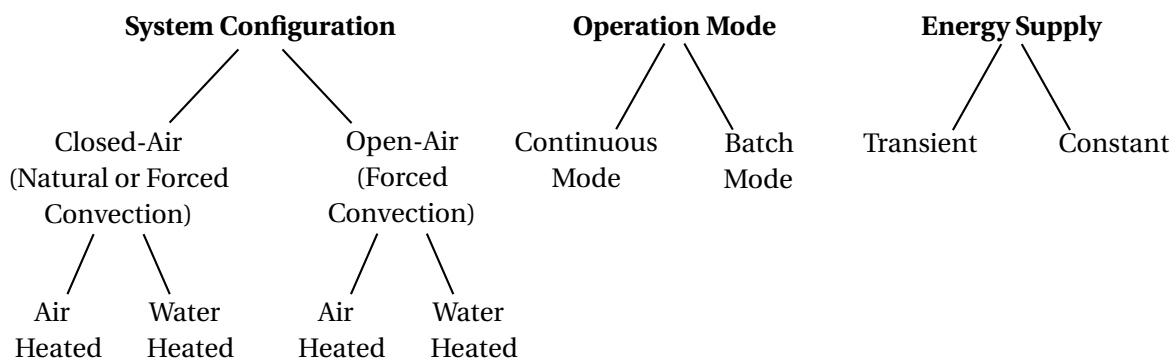 System Configuration
Operation Mode
Energy Supply
Closed-Air
(Natural or Forced
Convection)
Open-Air
(Forced
Convection)
Continuous
Mode
Batch
Mode
Transient
Constant
Air
Heated
Water
Heated
Air
Heated
Water
Heated